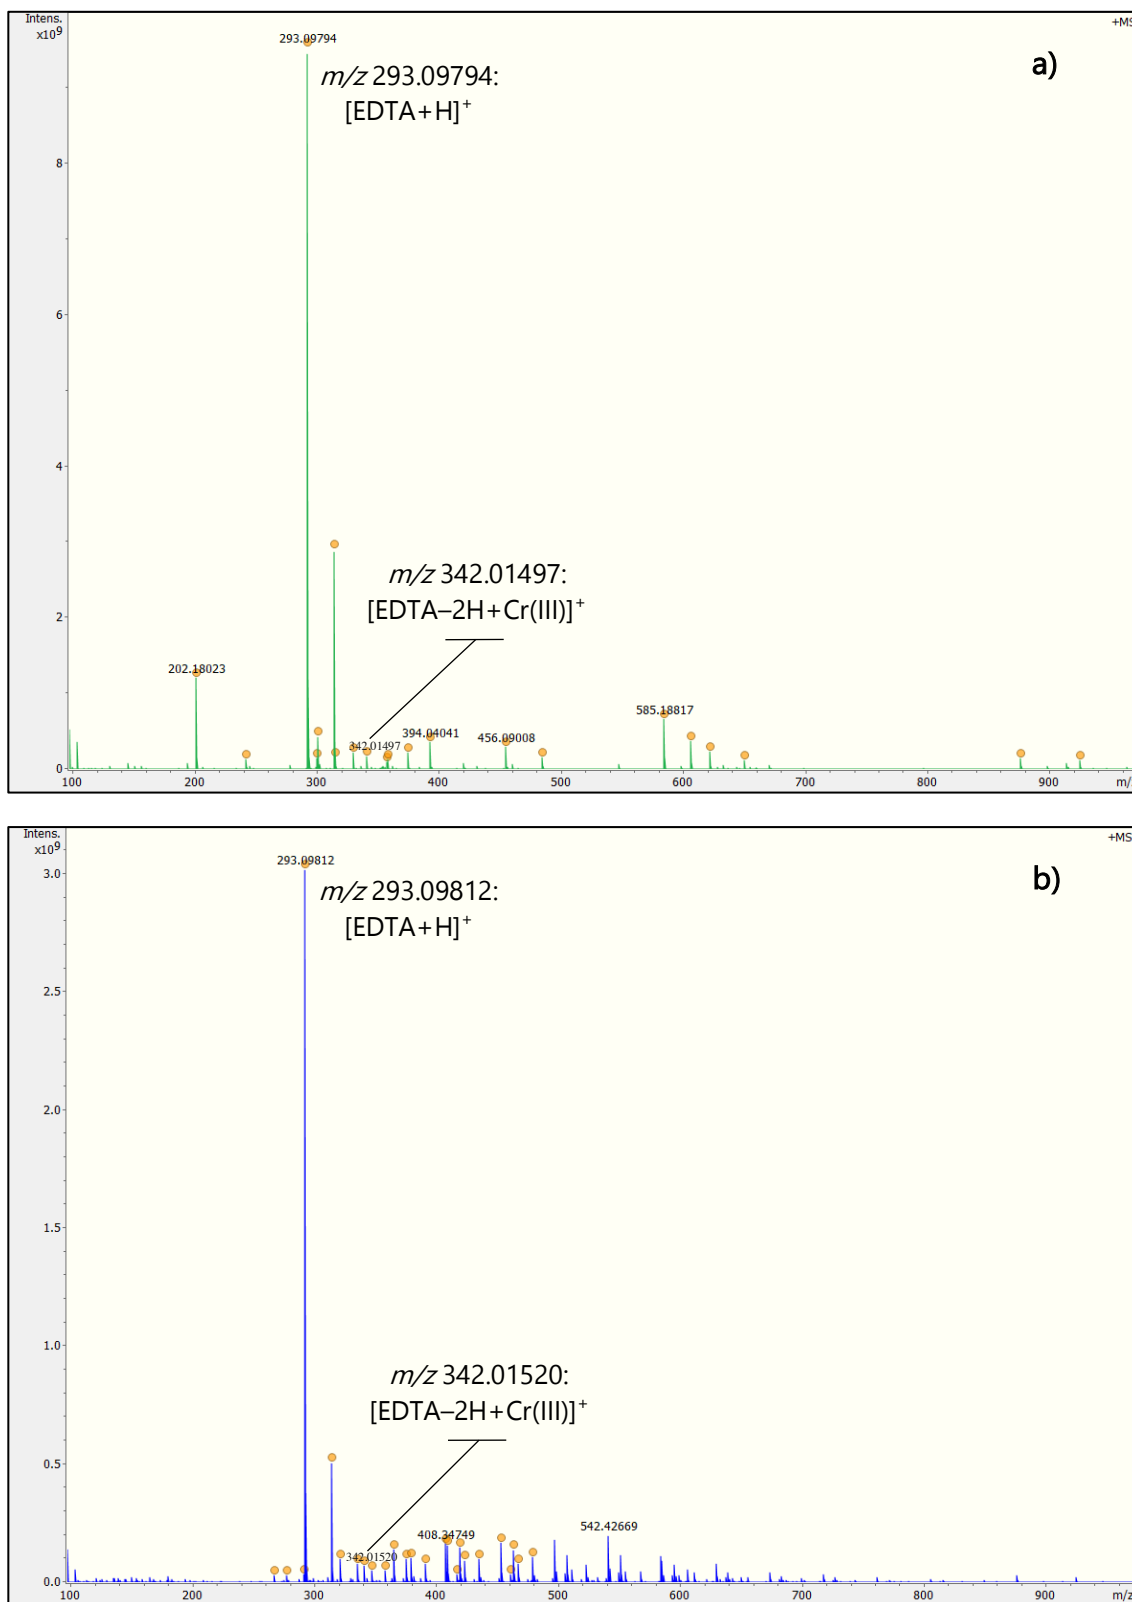 Intens.
x10⁹
+MS
293.09794
a)
m/z 293.09794:
[EDTA+H]⁺
8
6
4
m/z 342.01497:
[EDTA–2H+Cr(III)]⁺
2
202.18023
342.01497
394.04041
456.09008
585.18817
0
100 200 300 400 500 600 700 800 900 m/z
Intens.
x10⁹
+MS
293.09812
b)
3.0
m/z 293.09812:
[EDTA+H]⁺
2.5
2.0
1.5
1.0
m/z 342.01520:
[EDTA–2H+Cr(III)]⁺
0.5
342.01520
408.34749
542.42669
0.0
100 200 300 400 500 600 700 800 900 m/z